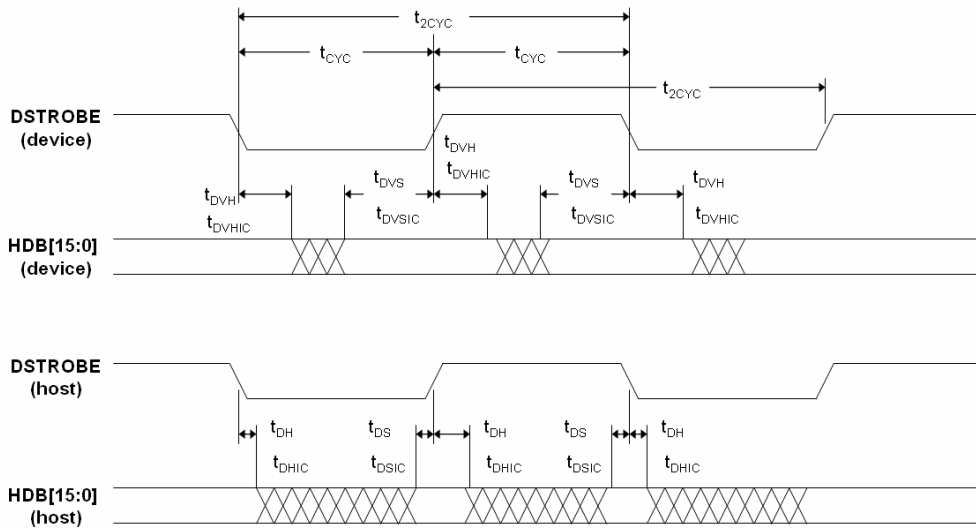 t2CYC
tCYC tCYC
t2CYC
DSTROBE
(device)
tDVH
tDVHIC
tDVS
tDVSIC
tDVH
tDVHIC
tDVS
tDVSIC
tDVH
tDVHIC
HDB[15:0]
(device)
DSTROBE
(host)
tDH
tDHIC
tDS
tDSIC
tDH
tDHIC
tDS
tDSIC
tDH
tDHIC
HDB[15:0]
(host)